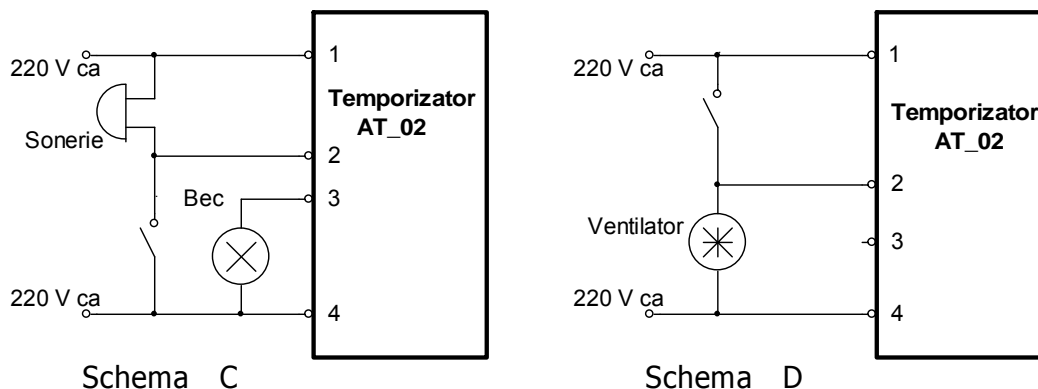 220 V ca
Sonerie
Bec
220 V ca
1
Temporizator
AT_02
2
3
4
Schema C
220 V ca
Ventilator
220 V ca
1
Temporizator
AT_02
2
3
4
Schema D